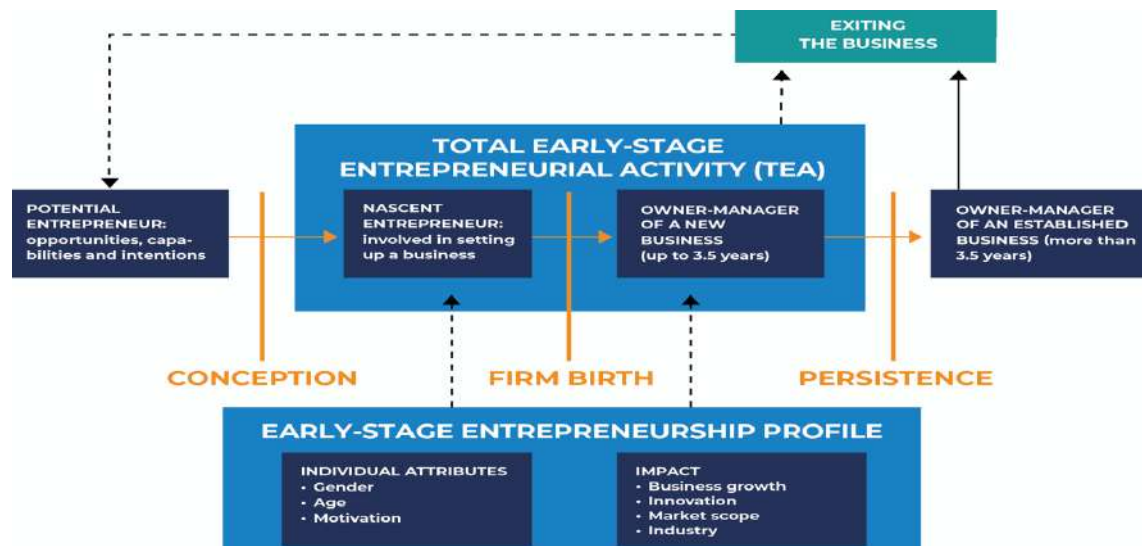 EXITING
THE BUSINESS
TOTAL EARLY-STAGE
ENTREPRENEURIAL ACTIVITY (TEA)
POTENTIAL
ENTREPRENEUR:
opportunities, capa-
bilities and intentions
NASCENT
ENTREPRENEUR:
involved in setting
up a business
OWNER-MANAGER
OF A NEW
BUSINESS
(up to 3.5 years)
OWNER-MANAGER
OF AN ESTABLISHED
BUSINESS (more than
3.5 years)
CONCEPTION
FIRM BIRTH
PERSISTENCE
EARLY-STAGE ENTREPRENEURSHIP PROFILE
INDIVIDUAL ATTRIBUTES
• Gender
• Age
• Motivation
IMPACT
• Business growth
• Innovation
• Market scope
• Industry